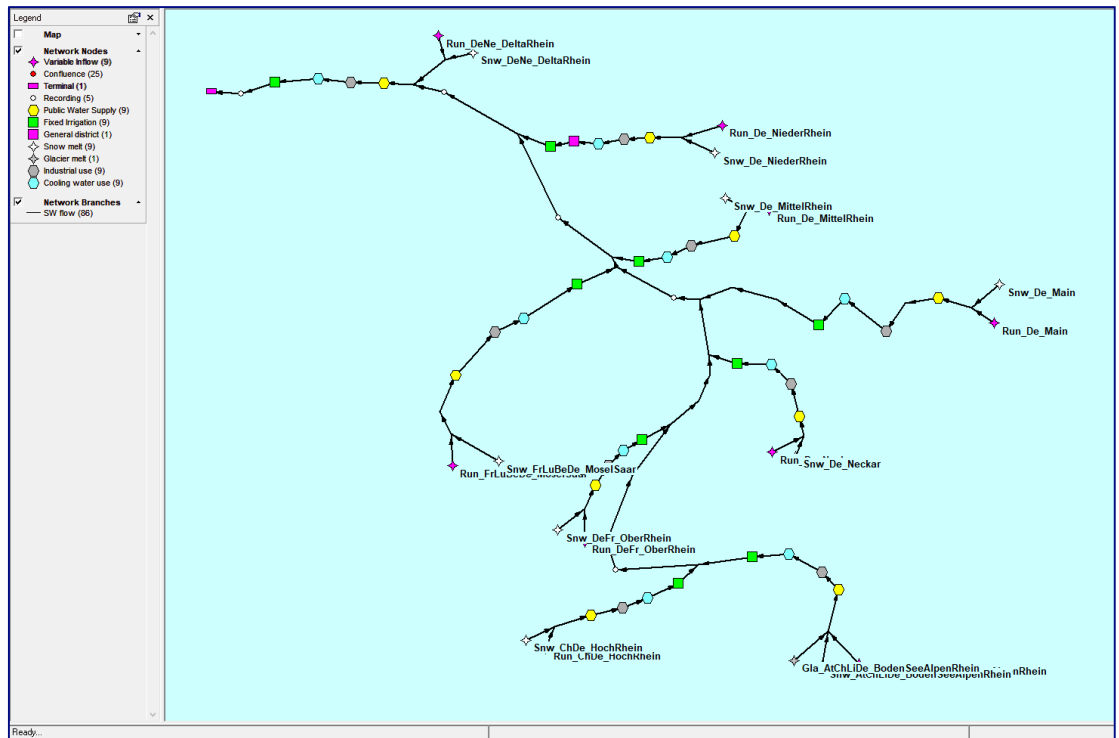 Legend
Map
Network Nodes
Variable Inflow (9)
Confluence (25)
Terminal (1)
Recording (5)
Public Water Supply (9)
Fixed Irrigation (9)
General district (1)
Snow melt (9)
Glacier melt (1)
Industrial use (9)
Cooling water use (9)
Network Branches
SW flow (86)
Run_DeNe_DeltaRhein
Snw_DeNe_DeltaRhein
Run_De_NiederRhein
Snw_De_NiederRhein
Snw_De_MittelRhein
Run_De_MittelRhein
Snw_De_Main
Run_De_Main
Snw_De_Neckar
Snw_FrLuBeDe_MoselSaar
Run_FrLuBeDe_MoselSaar
Snw_DeFr_OberRhein
Run_DeFr_OberRhein
Snw_ChDe_HochRhein
Run_ChDe_HochRhein
Gla_AtChLiDe_BodenSeeAlpenRhein
Snw_AtChLiDe_BodenSeeAlpenRhein
Ready...